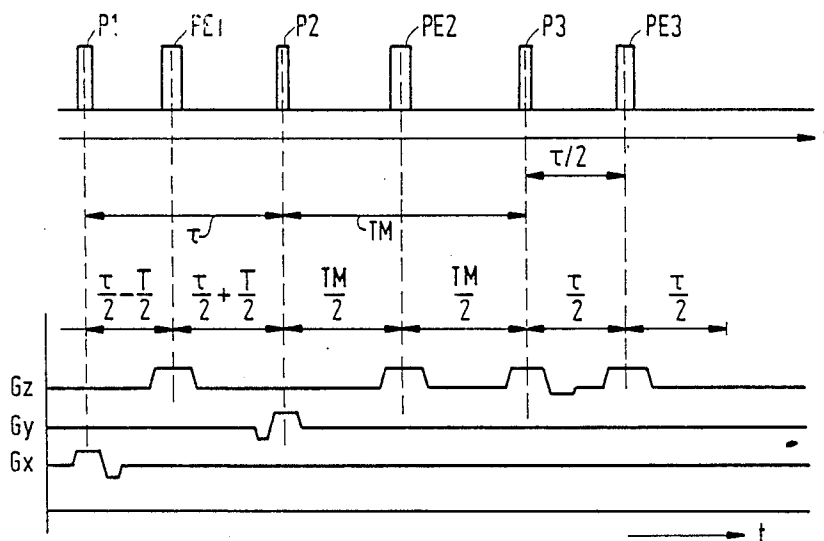 P1 PE1 P2 PE2 P3 PE3
τ/2
τ TM
τ/2 - T/2 τ/2 + T/2 TM/2 TM/2 τ/2 τ/2
Gz
Gy
Gx
t